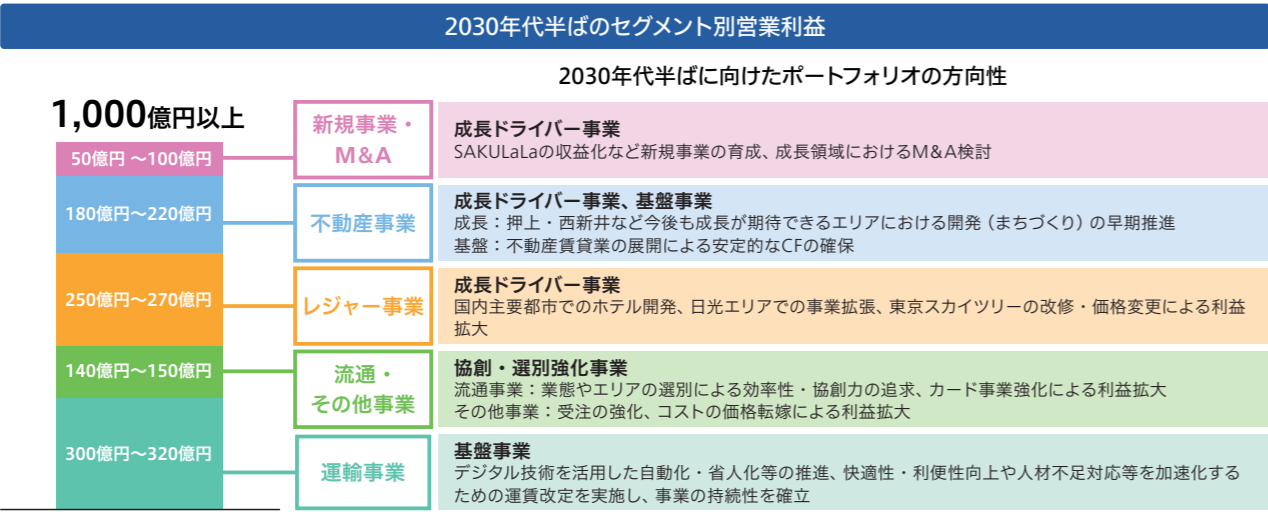 2030年代半ばのセグメント別営業利益
2030年代半ばに向けたポートフォリオの方向性
1,000億円以上
50億円 ～100億円
新規事業・
M&A
成長ドライバー事業
SAKULaLaの収益化など新規事業の育成、成長領域におけるM&A検討
180億円～220億円
不動産事業
成長ドライバー事業、基盤事業
成長：押上・西新井など今後も成長が期待できるエリアにおける開発（まちづくり）の早期推進
基盤：不動産賃貸業の展開による安定的なCFの確保
250億円～270億円
レジャー事業
成長ドライバー事業
国内主要都市でのホテル開発、日光エリアでの事業拡張、東京スカイツリーの改修・価格変更による利益
拡大
140億円～150億円
流通・
その他事業
協創・選別強化事業
流通事業：業態やエリアの選別による効率性・協創力の追求、カード事業強化による利益拡大
その他事業：受注の強化、コストの価格転嫁による利益拡大
300億円～320億円
運輸事業
基盤事業
デジタル技術を活用した自動化・省人化等の推進、快適性・利便性向上や人材不足対応等を加速化する
ための運賃改定を実施し、事業の持続性を確立